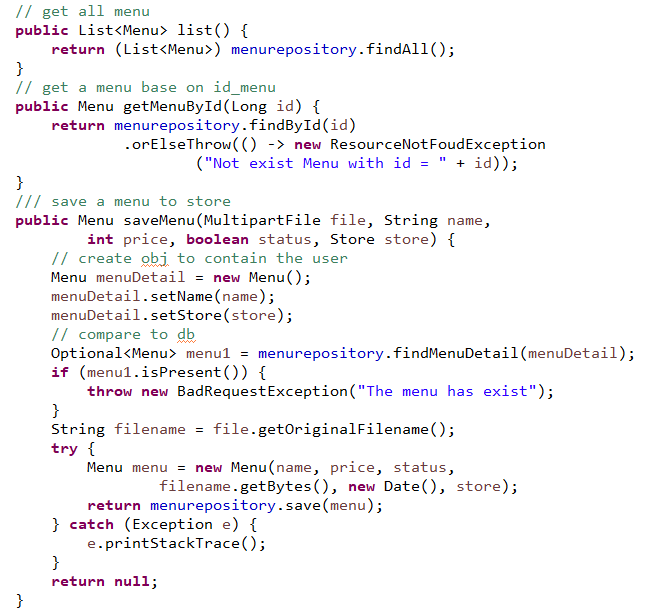 // get all menu
public List<Menu> list() {
    return (List<Menu>) menurepository.findAll();
}
// get a menu base on id_menu
public Menu getMenuById(Long id) {
    return menurepository.findById(id)
            .orElseThrow(() -> new ResourceNotFoudException
                    ("Not exist Menu with id = " + id));
}
/// save a menu to store
public Menu saveMenu(MultipartFile file, String name,
        int price, boolean status, Store store) {
    // create obj to contain the user
    Menu menuDetail = new Menu();
    menuDetail.setName(name);
    menuDetail.setStore(store);
    // compare to db
    Optional<Menu> menu1 = menurepository.findMenuDetail(menuDetail);
    if (menu1.isPresent()) {
        throw new BadRequestException("The menu has exist");
    }
    String filename = file.getOriginalFilename();
    try {
        Menu menu = new Menu(name, price, status,
                filename.getBytes(), new Date(), store);
        return menurepository.save(menu);
    } catch (Exception e) {
        e.printStackTrace();
    }
    return null;
}